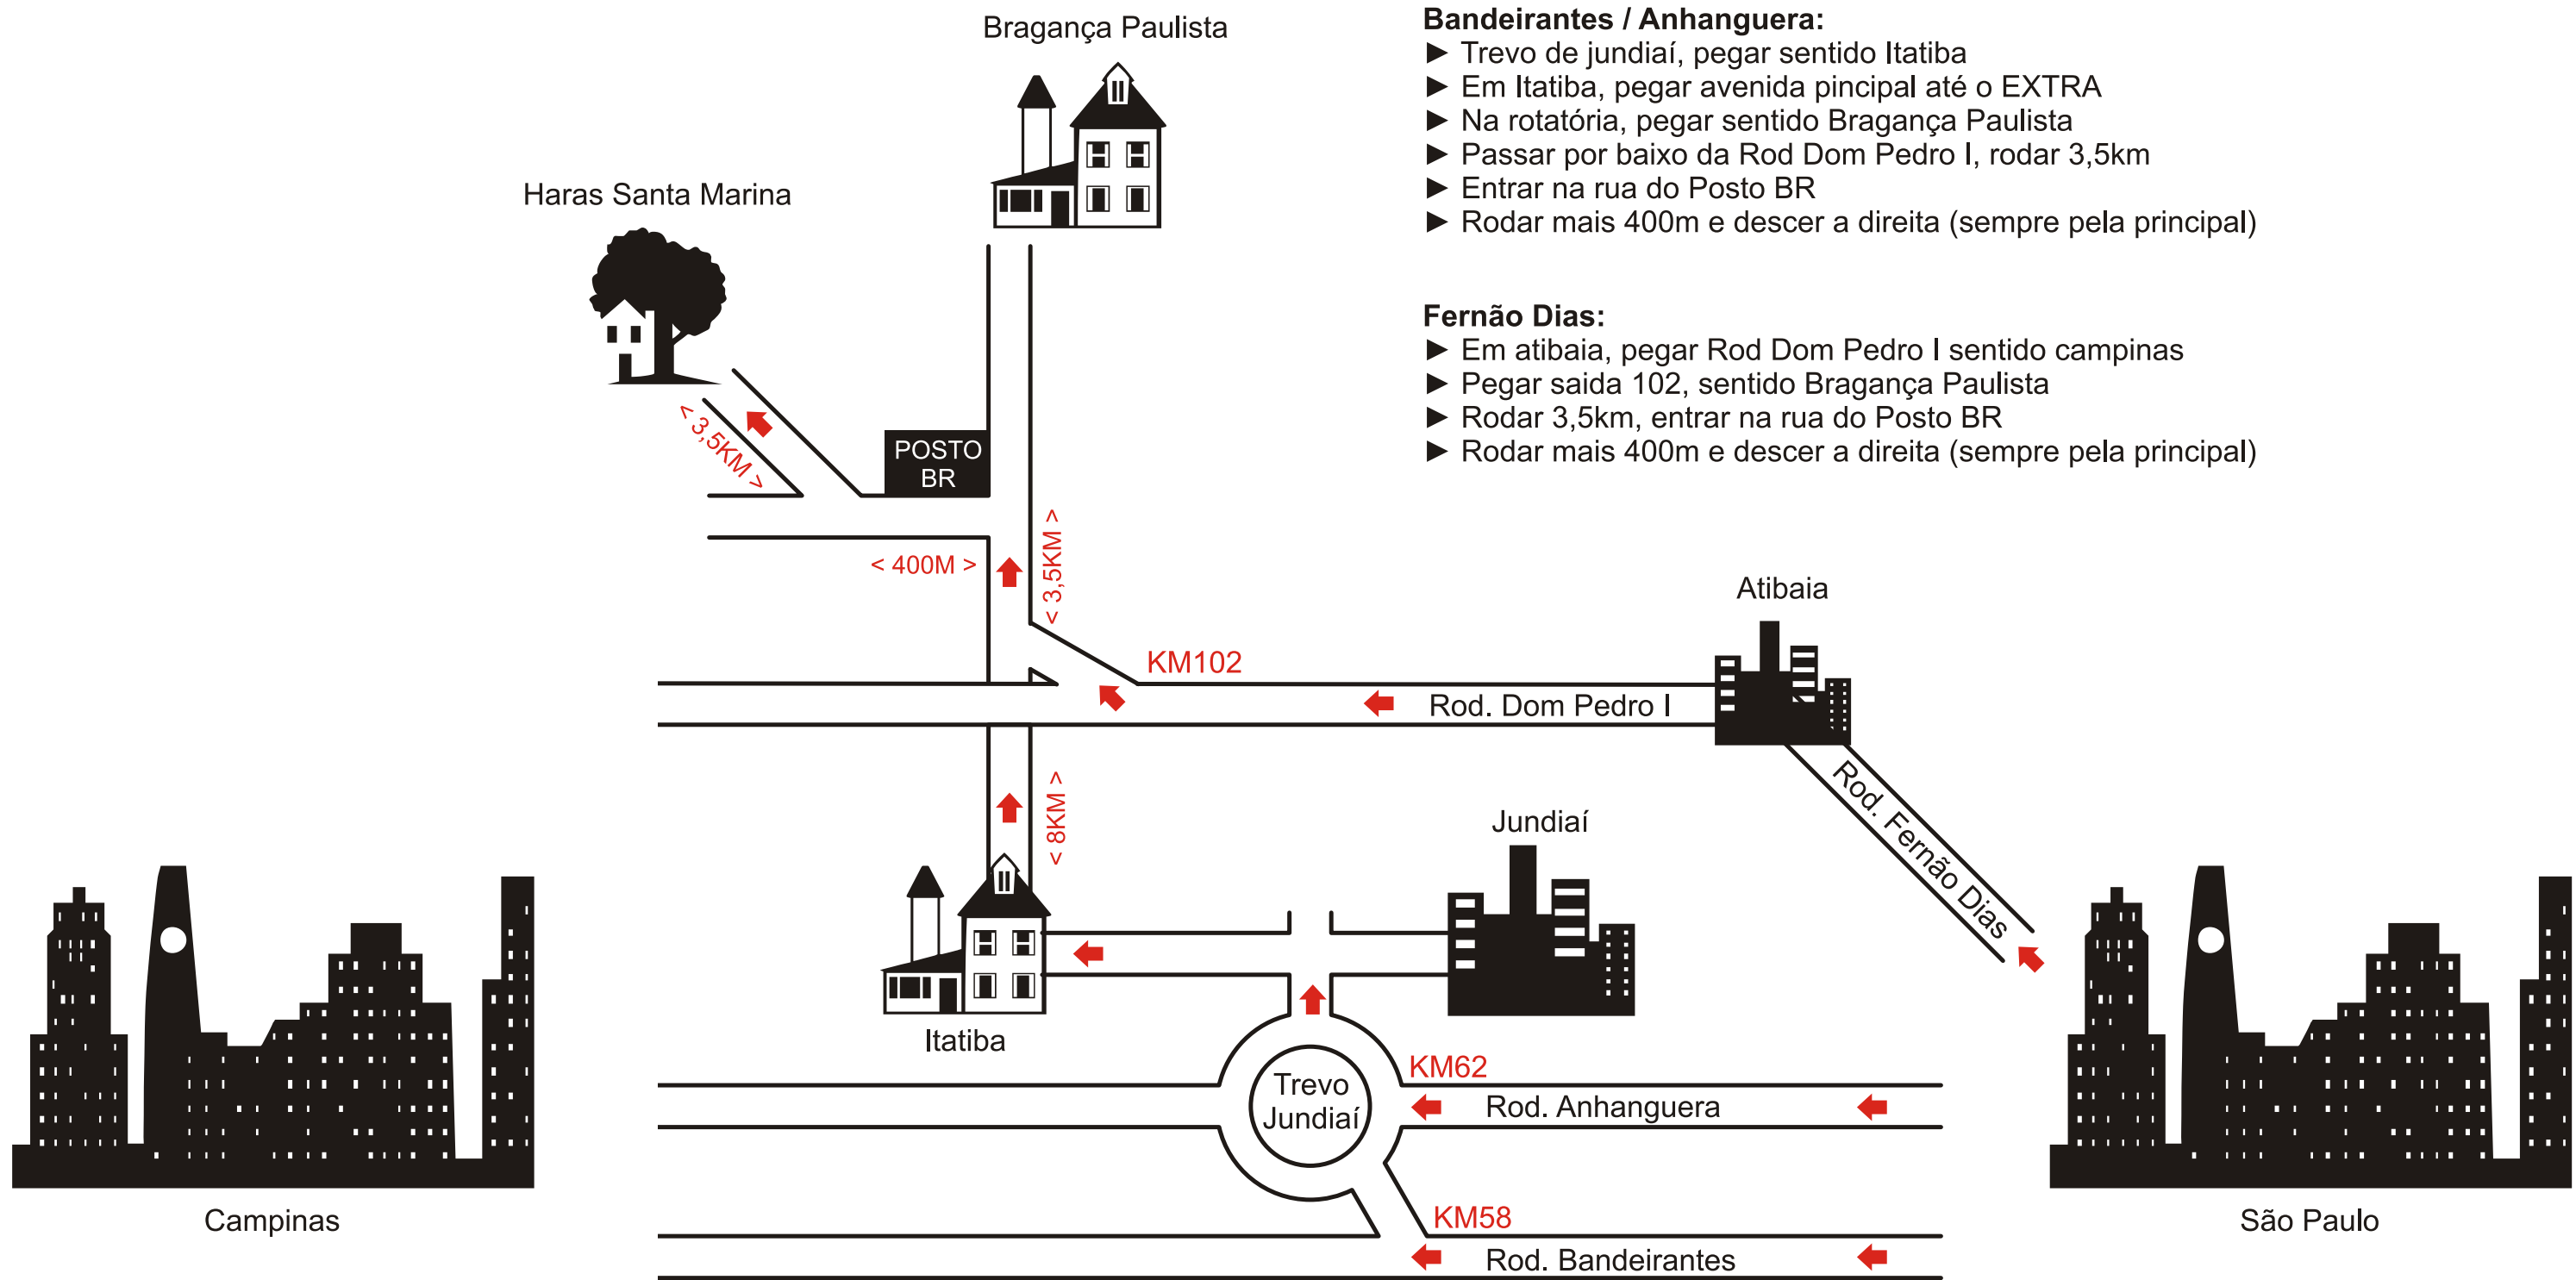 Bragança Paulista
Haras Santa Marina
POSTO
BR
< 3,5KM >
< 400M >
< 3,5KM >
KM102
Rod. Dom Pedro I
Atibaia
Rod. Fernão Dias
< 8KM >
Jundiaí
Itatiba
Trevo
Jundiaí
KM62
Rod. Anhanguera
KM58
Rod. Bandeirantes
Campinas
São Paulo
Bandeirantes / Anhanguera:
► Trevo de jundiaí, pegar sentido Itatiba
► Em Itatiba, pegar avenida pincipal até o EXTRA
► Na rotatória, pegar sentido Bragança Paulista
► Passar por baixo da Rod Dom Pedro I, rodar 3,5km
► Entrar na rua do Posto BR
► Rodar mais 400m e descer a direita (sempre pela principal)
Fernão Dias:
► Em atibaia, pegar Rod Dom Pedro I sentido campinas
► Pegar saida 102, sentido Bragança Paulista
► Rodar 3,5km, entrar na rua do Posto BR
► Rodar mais 400m e descer a direita (sempre pela principal)